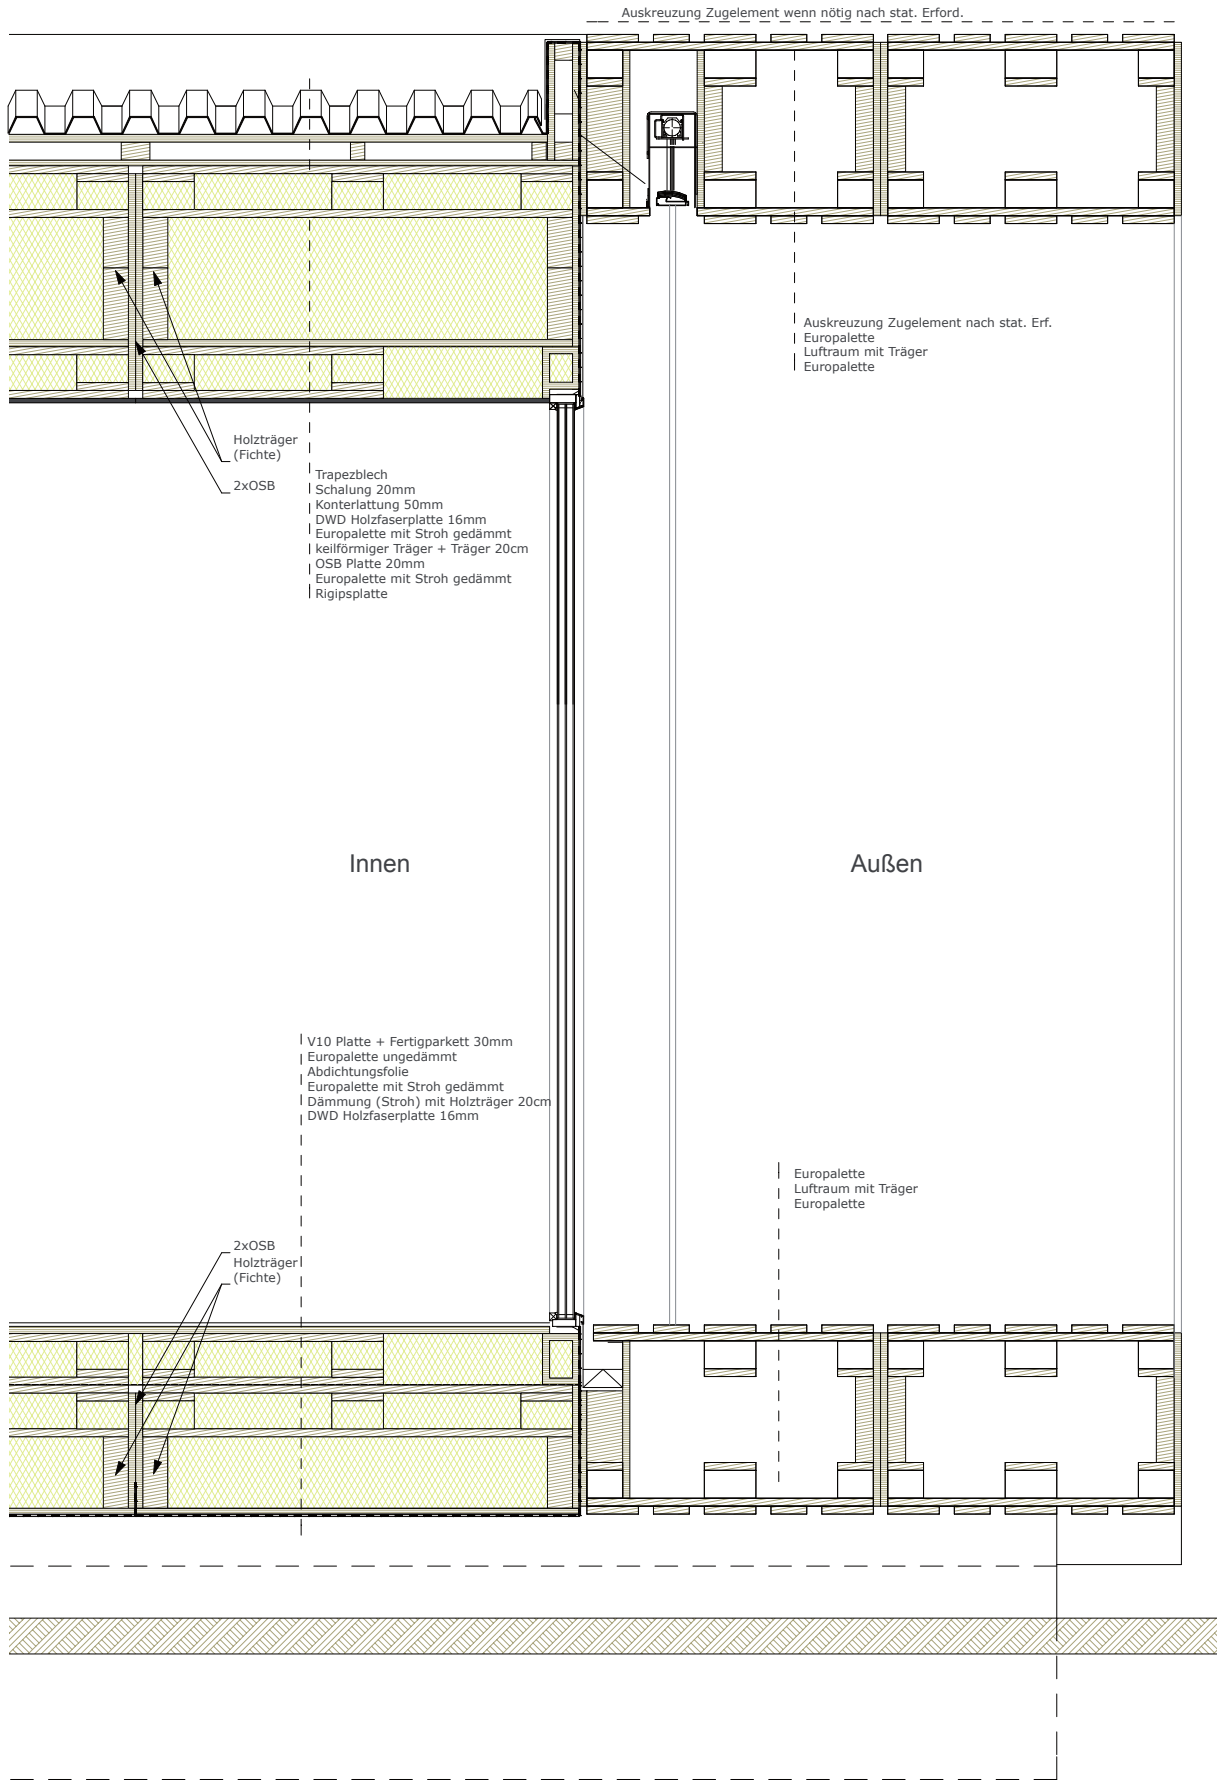 Auskreuzung Zugelement wenn nötig nach stat. Erford.
Auskreuzung Zugelement nach stat. Erf.
Europalette
Luftraum mit Träger
Europalette
Holzträger
(Fichte)
2xOSB
Trapezblech
Schalung 20mm
Konterlattung 50mm
DWD Holzfaserplatte 16mm
Europalette mit Stroh gedämmt
keilförmiger Träger + Träger 20cm
OSB Platte 20mm
Europalette mit Stroh gedämmt
Rigipsplatte
Innen
Außen
V10 Platte + Fertigparkett 30mm
Europalette ungedämmt
Abdichtungsfolie
Europalette mit Stroh gedämmt
Dämmung (Stroh) mit Holzträger 20cm
DWD Holzfaserplatte 16mm
Europalette
Luftraum mit Träger
Europalette
2xOSB
Holzträger
(Fichte)